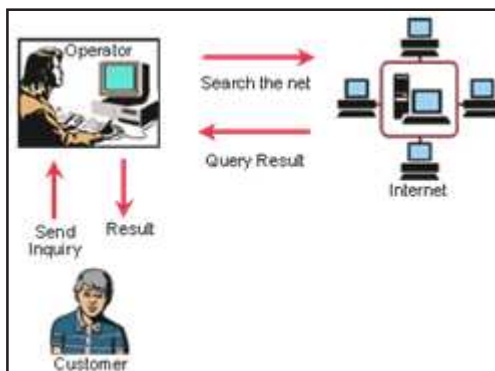 Operator
Search the net
Query Result
Internet
Send
Inquiry
Result
Customer